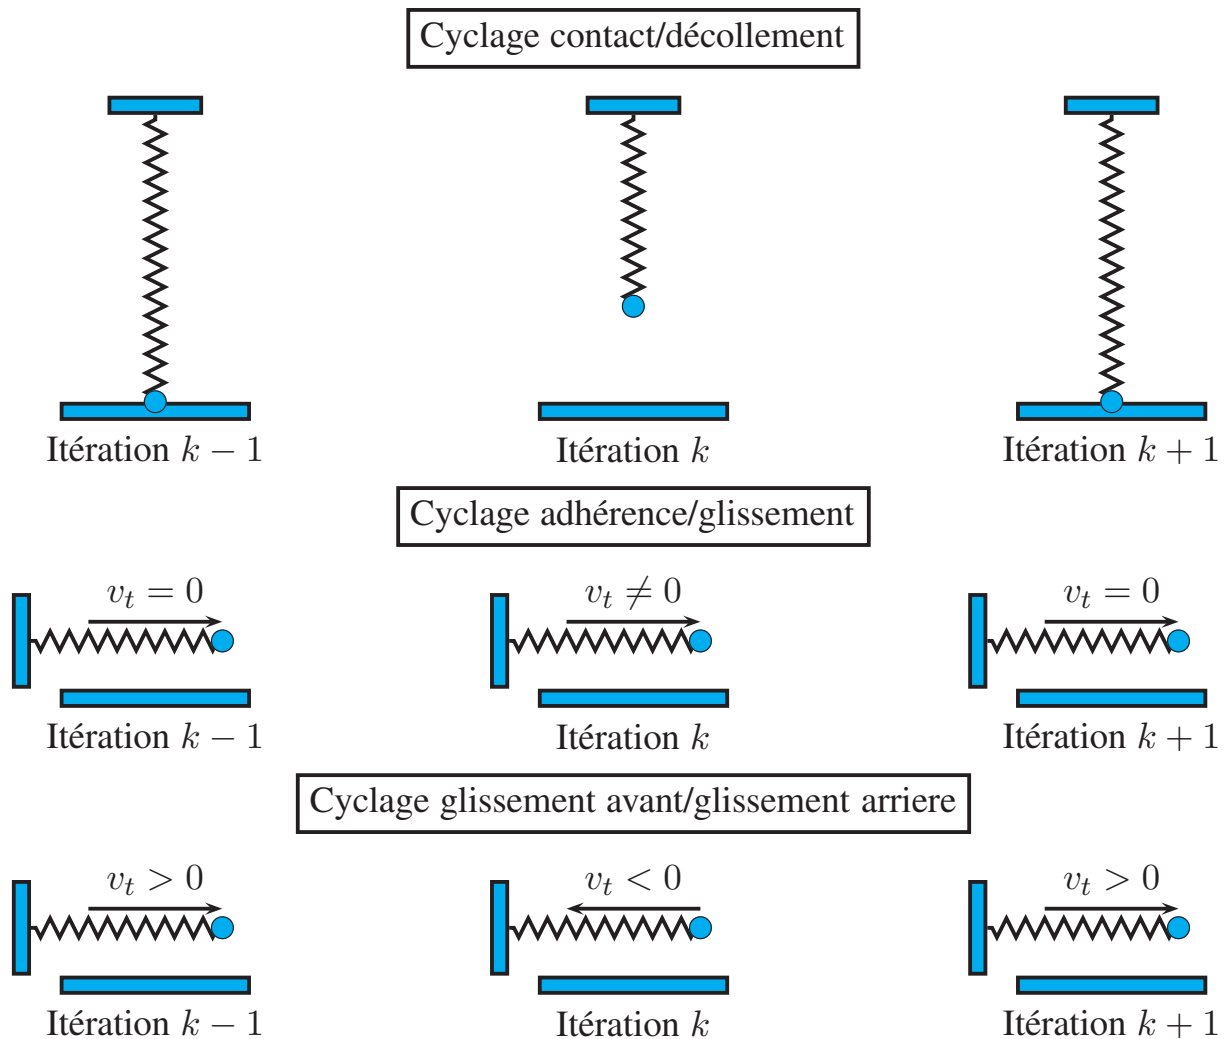 Cyclage contact/décollement
Itération k − 1
Itération k
Itération k + 1
Cyclage adhérence/glissement
v_t = 0
v_t ≠ 0
v_t = 0
Itération k − 1
Itération k
Itération k + 1
Cyclage glissement avant/glissement arriere
v_t > 0
v_t < 0
v_t > 0
Itération k − 1
Itération k
Itération k + 1